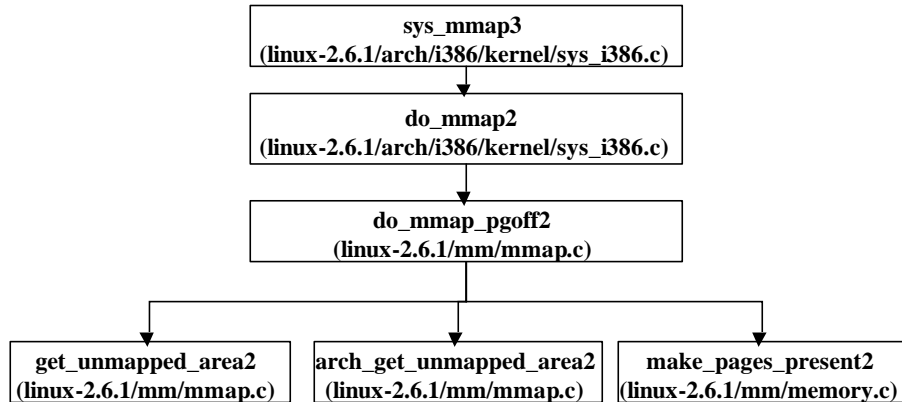 sys_mmap3
(linux-2.6.1/arch/i386/kernel/sys_i386.c)
do_mmap2
(linux-2.6.1/arch/i386/kernel/sys_i386.c)
do_mmap_pgoff2
(linux-2.6.1/mm/mmap.c)
get_unmapped_area2
(linux-2.6.1/mm/mmap.c)
arch_get_unmapped_area2
(linux-2.6.1/mm/mmap.c)
make_pages_present2
(linux-2.6.1/mm/memory.c)